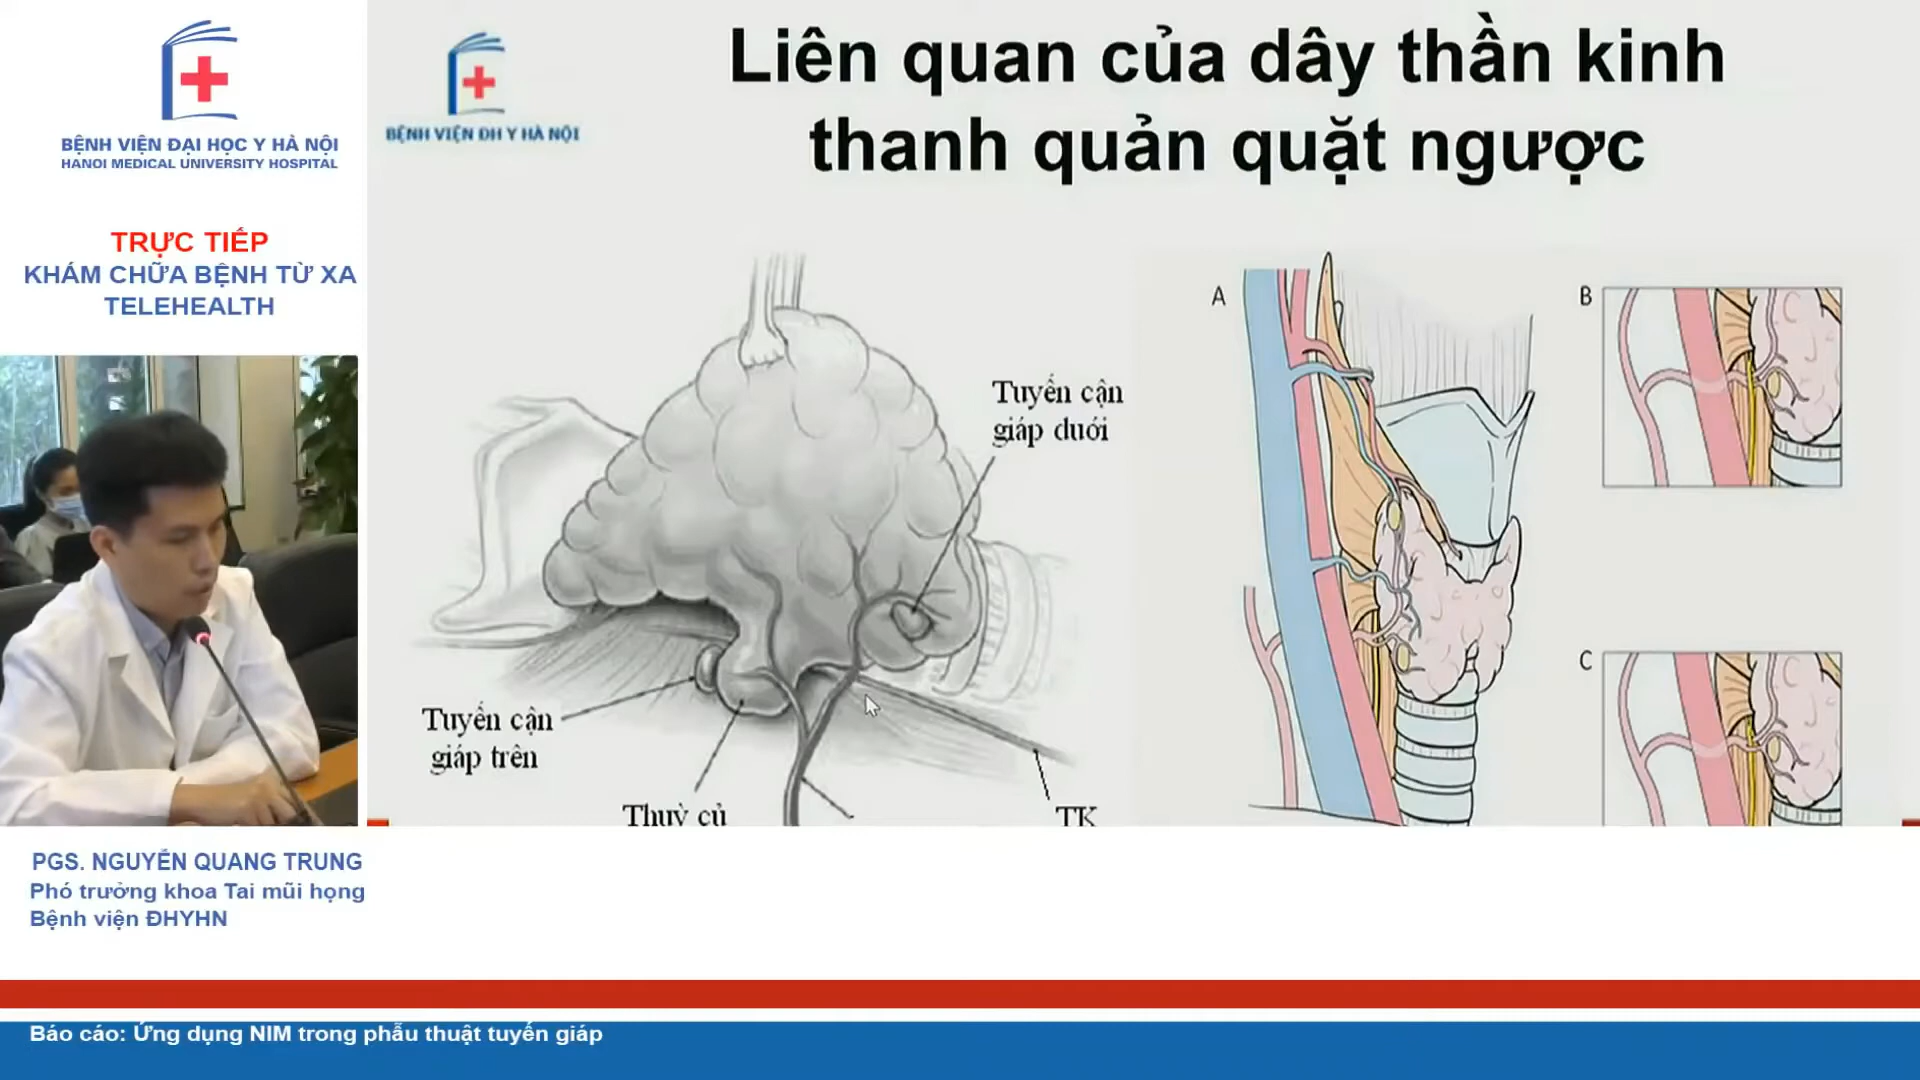 BỆNH VIỆN ĐẠI HỌC Y HÀ NỘI
HANOI MEDICAL UNIVERSITY HOSPITAL
TRỰC TIẾP
KHÁM CHỮA BỆNH TỪ XA
TELEHEALTH
BỆNH VIỆN ĐH Y HÀ NỘI
Liên quan của dây thần kinh
thanh quản quặt ngược
Tuyến cận
giáp dưới
Tuyến cận
giáp trên
Thuỳ củ
TK
A
B
C
PGS. NGUYỄN QUANG TRUNG
Phó trưởng khoa Tai mũi họng
Bệnh viện ĐHYHN
Báo cáo: Ứng dụng NIM trong phẫu thuật tuyến giáp